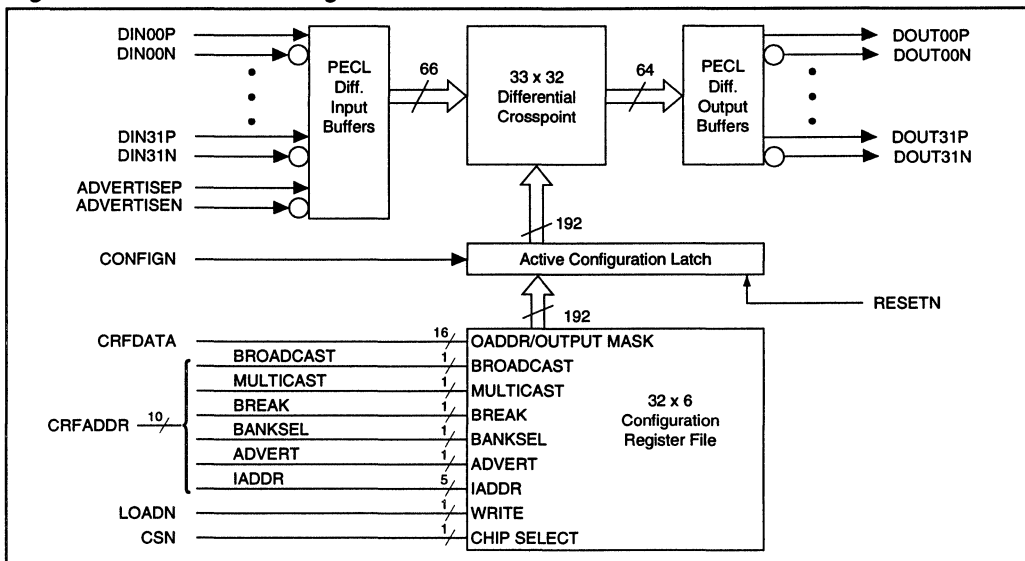 DIN00P
DIN00N
DIN31P
DIN31N
ADVERTISEP
ADVERTISEN
PECL
Diff.
Input
Buffers
66
33 x 32
Differential
Crosspoint
64
PECL
Diff.
Output
Buffers
DOUT00P
DOUT00N
DOUT31P
DOUT31N
192
CONFIGN
Active Configuration Latch
RESETN
192
CRFDATA
16
OADDR/OUTPUT MASK
CRFADDR
10
BROADCAST
1
BROADCAST
MULTICAST
1
MULTICAST
BREAK
1
BREAK
BANKSEL
1
BANKSEL
ADVERT
1
ADVERT
IADDR
5
IADDR
LOADN
1
WRITE
CSN
1
CHIP SELECT
32 x 6
Configuration
Register File